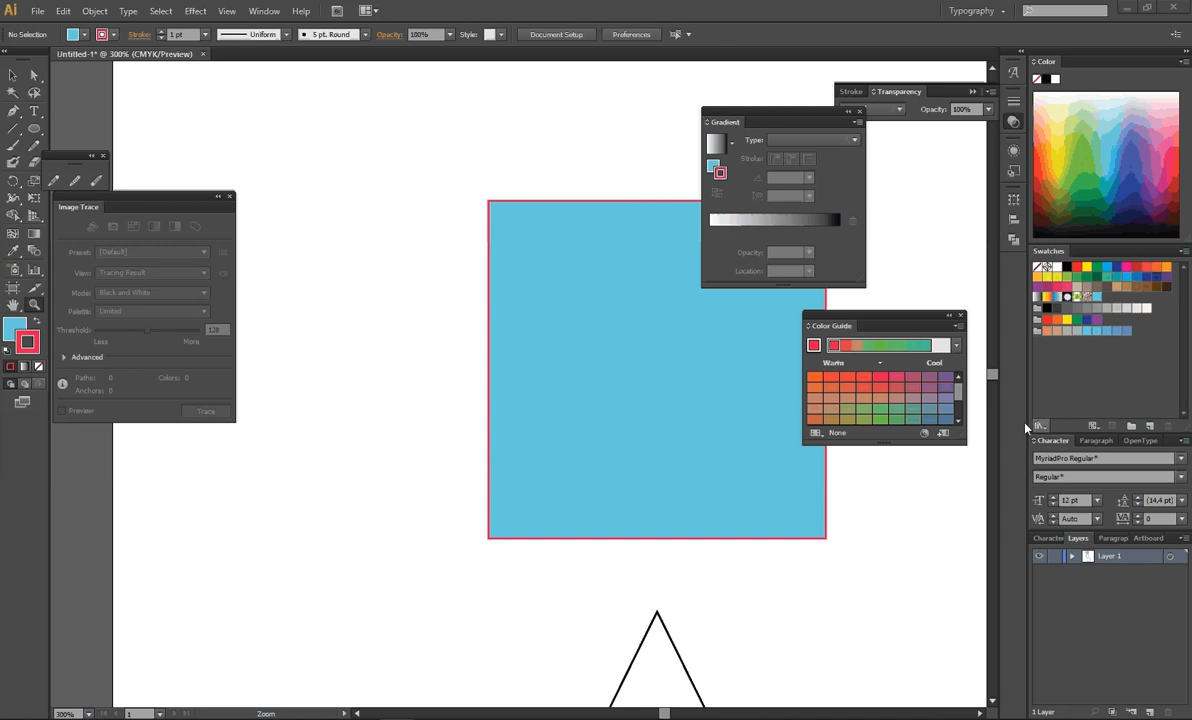 Ai File Edit Object Type Select Effect View Window Help Br Typography
No Selection Stroke: 1 pt Uniform 5 pt. Round Opacity: 100% Style: Document Setup Preferences
Untitled-1* @ 300% (CMYK/Preview) ×
Color
Stroke Transparency
Opacity: 100%
Gradient
Type:
Stroke:
Opacity:
Location:
Image Trace
Preset: [Default]
View: Tracing Result
Mode: Black and White
Palette: Limited
Threshold: 128
Less More
Advanced
Paths: 0 Colors: 0
Anchors: 0
Preview Trace
Swatches
Color Guide
Warm Cool
None
Character Paragraph OpenType
MyriadPro Regular*
Regular*
12 pt (14,4 pt)
Auto 0
Character Layers Paragrap Artboard
Layer 1
300% 1 Zoom
1 Layer